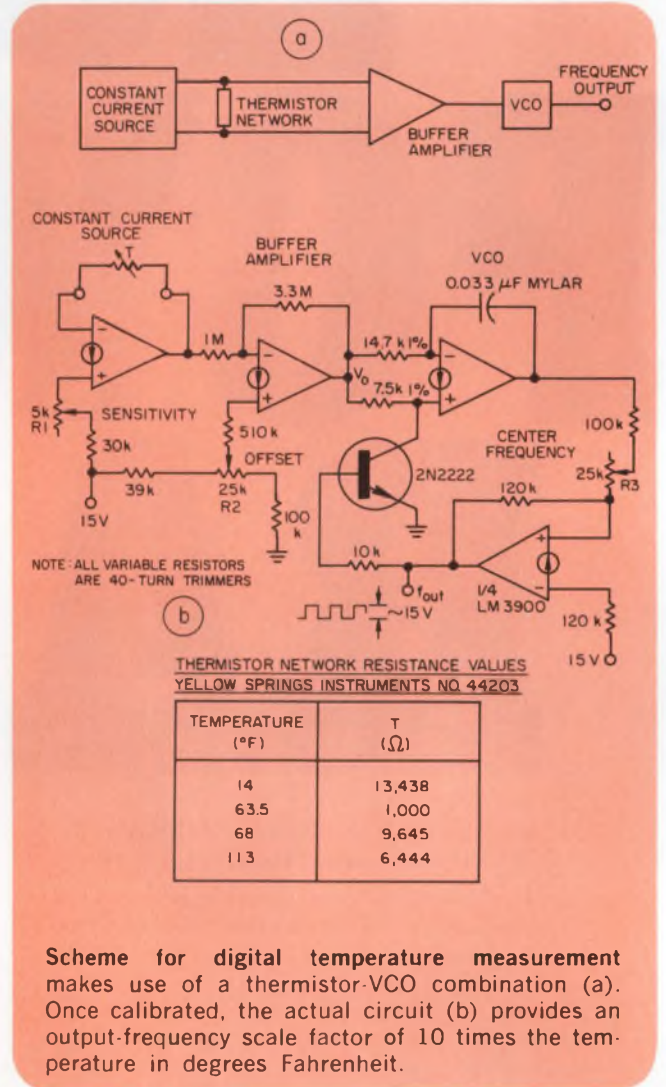 a
CONSTANT
CURRENT
SOURCE
THERMISTOR
NETWORK
BUFFER
AMPLIFIER
VCO
FREQUENCY
OUTPUT
CONSTANT CURRENT
SOURCE
T
BUFFER
AMPLIFIER
3.3M
VCO
0.033 µF MYLAR
1M
14.7 k 1%
Vo
7.5k 1%
5k
R1
SENSITIVITY
30k
510k
OFFSET
39k
25k
R2
15V
100
k
2N2222
CENTER
FREQUENCY
100k
25k
R3
120k
10k
fout
~15 V
1/4
LM 3900
120 k
15V
NOTE: ALL VARIABLE RESISTORS
ARE 40-TURN TRIMMERS
b
THERMISTOR NETWORK RESISTANCE VALUES
YELLOW SPRINGS INSTRUMENTS NO. 44203
TEMPERATURE T
(°F) (Ω)
14 13,438
63.5 1,000
68 9,645
113 6,444
Scheme for digital temperature measurement
makes use of a thermistor-VCO combination (a).
Once calibrated, the actual circuit (b) provides an
output-frequency scale factor of 10 times the tem-
perature in degrees Fahrenheit.